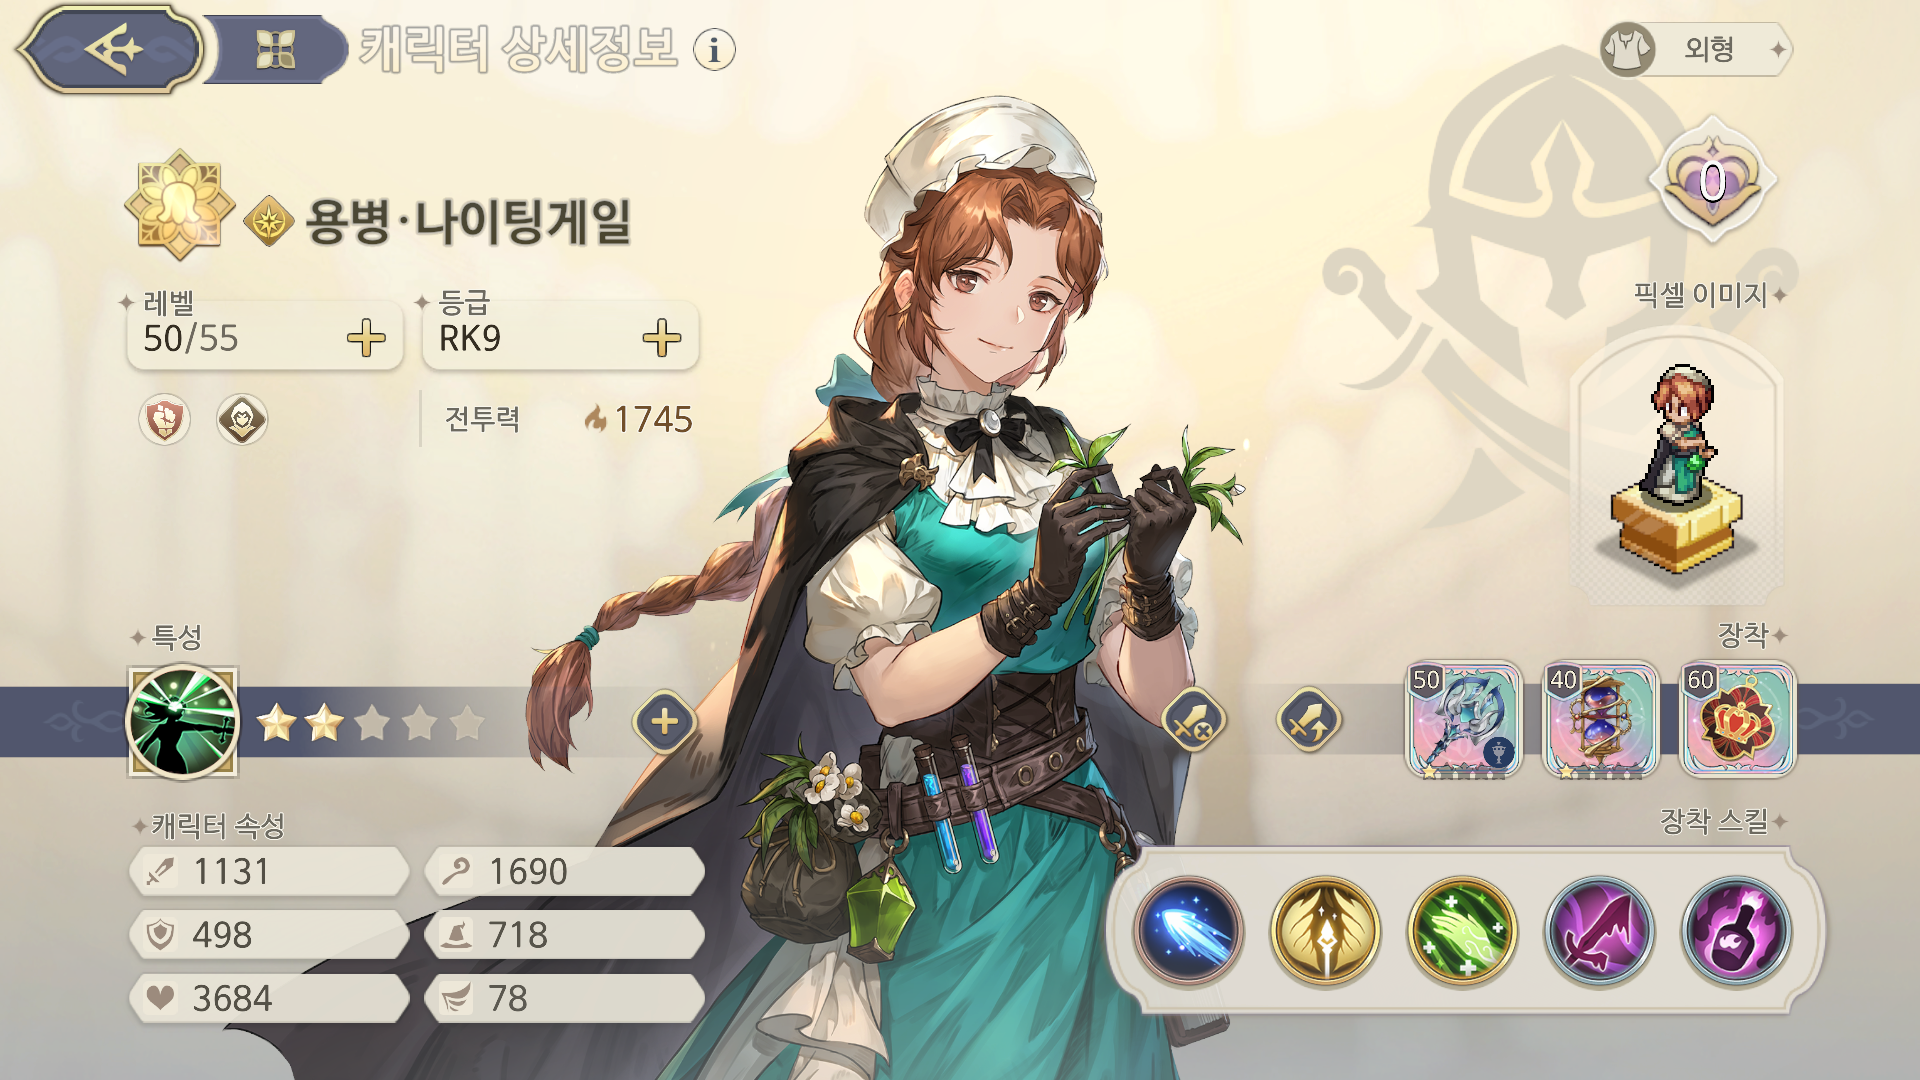 캐릭터 상세정보 i
외형
0
용병·나이팅게일
레벨
50/55
등급
RK9
픽셀 이미지
전투력 1745
특성
장착
50
40
60
캐릭터 속성
장착 스킬
1131
1690
498
718
3684
78